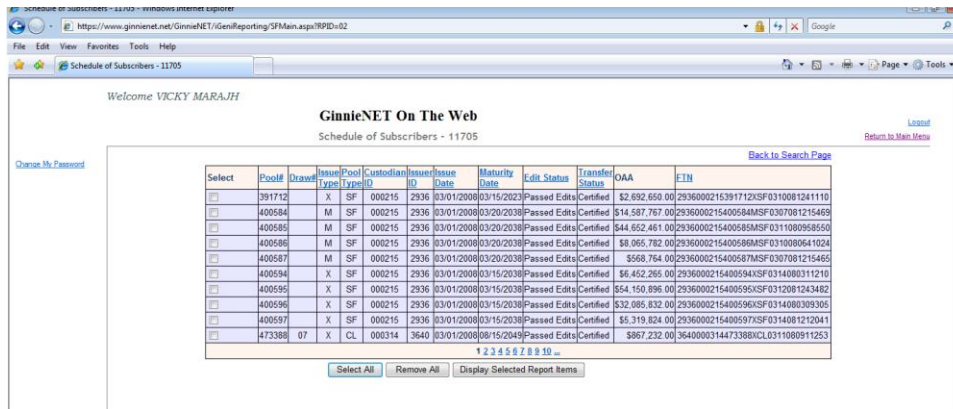 Schedule of Subscribers - 11705 - Windows Internet Explorer
https://www.ginnienet.net/GinnieNET/iGeniReporting/SFMain.aspx?RPID=02
Google
File Edit View Favorites Tools Help
Schedule of Subscribers - 11705
Page Tools
Welcome VICKY MARAJH
GinnieNET On The Web
Logout
Schedule of Subscribers - 11705
Return to Main Menu
Back to Search Page
Change My Password
Select Pool# Draw# Issue Type Pool Type Custodian ID Issuer ID Issue Date Maturity Date Edit Status Transfer Status OAA FTN
391712 X SF 000215 2936 03/01/2008 03/15/2023 Passed Edits Certified $2,692,650.00 2936000215391712XSF0310081241110
400584 M SF 000215 2936 03/01/2008 03/20/2038 Passed Edits Certified $14,587,767.00 2936000215400584MSF0307081215469
400585 M SF 000215 2936 03/01/2008 03/20/2038 Passed Edits Certified $44,652,461.00 2936000215400585MSF0311080958550
400586 M SF 000215 2936 03/01/2008 03/20/2038 Passed Edits Certified $8,065,782.00 2936000215400586MSF0310080641024
400587 M SF 000215 2936 03/01/2008 03/20/2038 Passed Edits Certified $568,764.00 2936000215400587MSF0307081215465
400594 X SF 000215 2936 03/01/2008 03/15/2038 Passed Edits Certified $6,452,265.00 2936000215400594XSF0314080311210
400595 X SF 000215 2936 03/01/2008 03/15/2038 Passed Edits Certified $54,150,896.00 2936000215400595XSF0312081243482
400596 X SF 000215 2936 03/01/2008 03/15/2038 Passed Edits Certified $32,085,832.00 2936000215400596XSF0314080309305
400597 X SF 000215 2936 03/01/2008 03/15/2038 Passed Edits Certified $5,319,824.00 2936000215400597XSF0314081212041
473388 07 X CL 000314 3640 03/01/2008 08/15/2049 Passed Edits Certified $867,232.00 3640000314473388XCL0311080911253
1 2 3 4 5 6 7 8 9 10 ...
Select All Remove All Display Selected Report Items